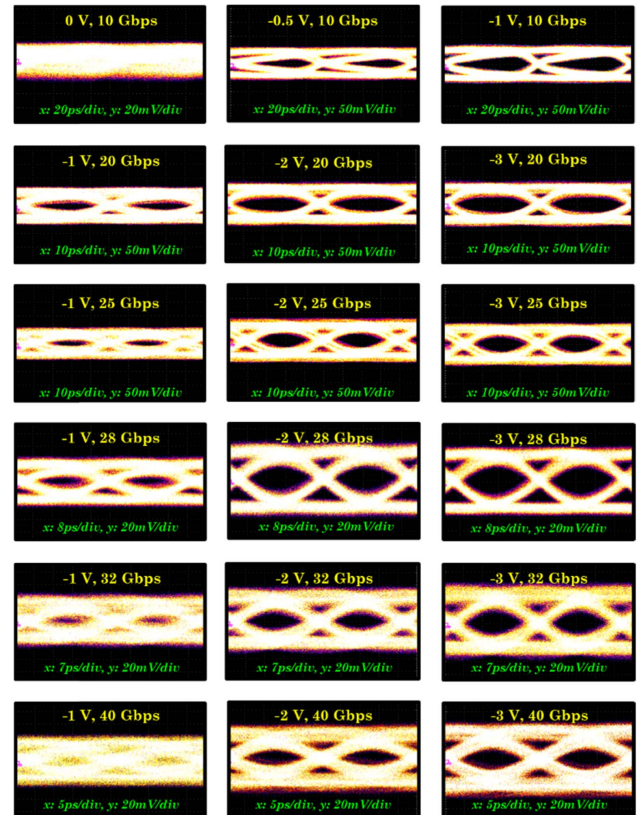 0 V, 10 Gbps
x: 20ps/div, y: 20mV/div
-0.5 V, 10 Gbps
x: 20ps/div, y: 50mV/div
-1 V, 10 Gbps
x: 20ps/div, y: 50mV/div
-1 V, 20 Gbps
x: 10ps/div, y: 50mV/div
-2 V, 20 Gbps
x: 10ps/div, y: 50mV/div
-3 V, 20 Gbps
x: 10ps/div, y: 50mV/div
-1 V, 25 Gbps
x: 10ps/div, y: 50mV/div
-2 V, 25 Gbps
x: 10ps/div, y: 50mV/div
-3 V, 25 Gbps
x: 10ps/div, y: 50mV/div
-1 V, 28 Gbps
x: 8ps/div, y: 20mV/div
-2 V, 28 Gbps
x: 8ps/div, y: 20mV/div
-3 V, 28 Gbps
x: 8ps/div, y: 20mV/div
-1 V, 32 Gbps
x: 7ps/div, y: 20mV/div
-2 V, 32 Gbps
x: 7ps/div, y: 20mV/div
-3 V, 32 Gbps
x: 7ps/div, y: 20mV/div
-1 V, 40 Gbps
x: 5ps/div, y: 20mV/div
-2 V, 40 Gbps
x: 5ps/div, y: 20mV/div
-3 V, 40 Gbps
x: 5ps/div, y: 20mV/div